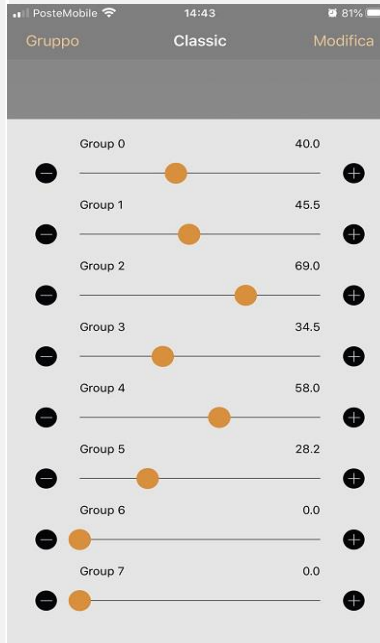 PosteMobile 14:43 81%
Gruppo Classic Modifica
Group 0 40.0
Group 1 45.5
Group 2 69.0
Group 3 34.5
Group 4 58.0
Group 5 28.2
Group 6 0.0
Group 7 0.0